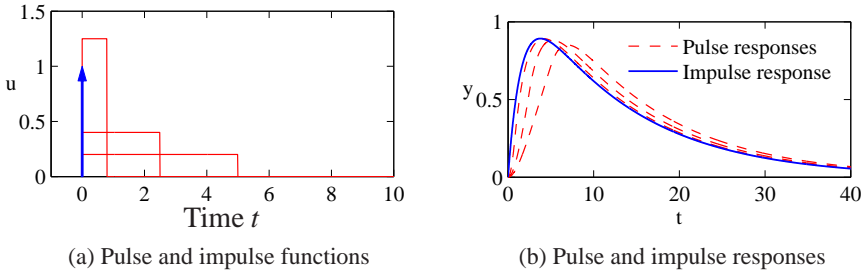 1.5
1
u
0.5
0
0 2 4 6 8 10
Time t
(a) Pulse and impulse functions
1
y
0.5
0
0 10 20 30 40
t
Pulse responses
Impulse response
(b) Pulse and impulse responses